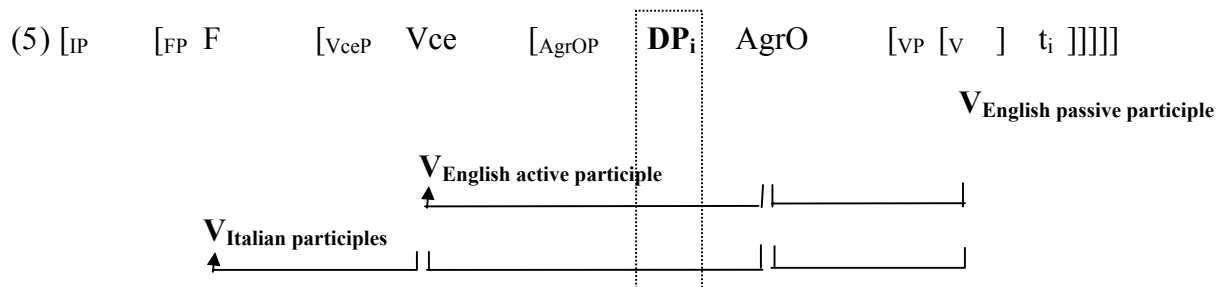 (5) [IP [FP F [VceP Vce [AgrOP DPi AgrO [VP [V ] ti ]]]]]
VEnglish passive participle
VEnglish active participle
VItalian participles